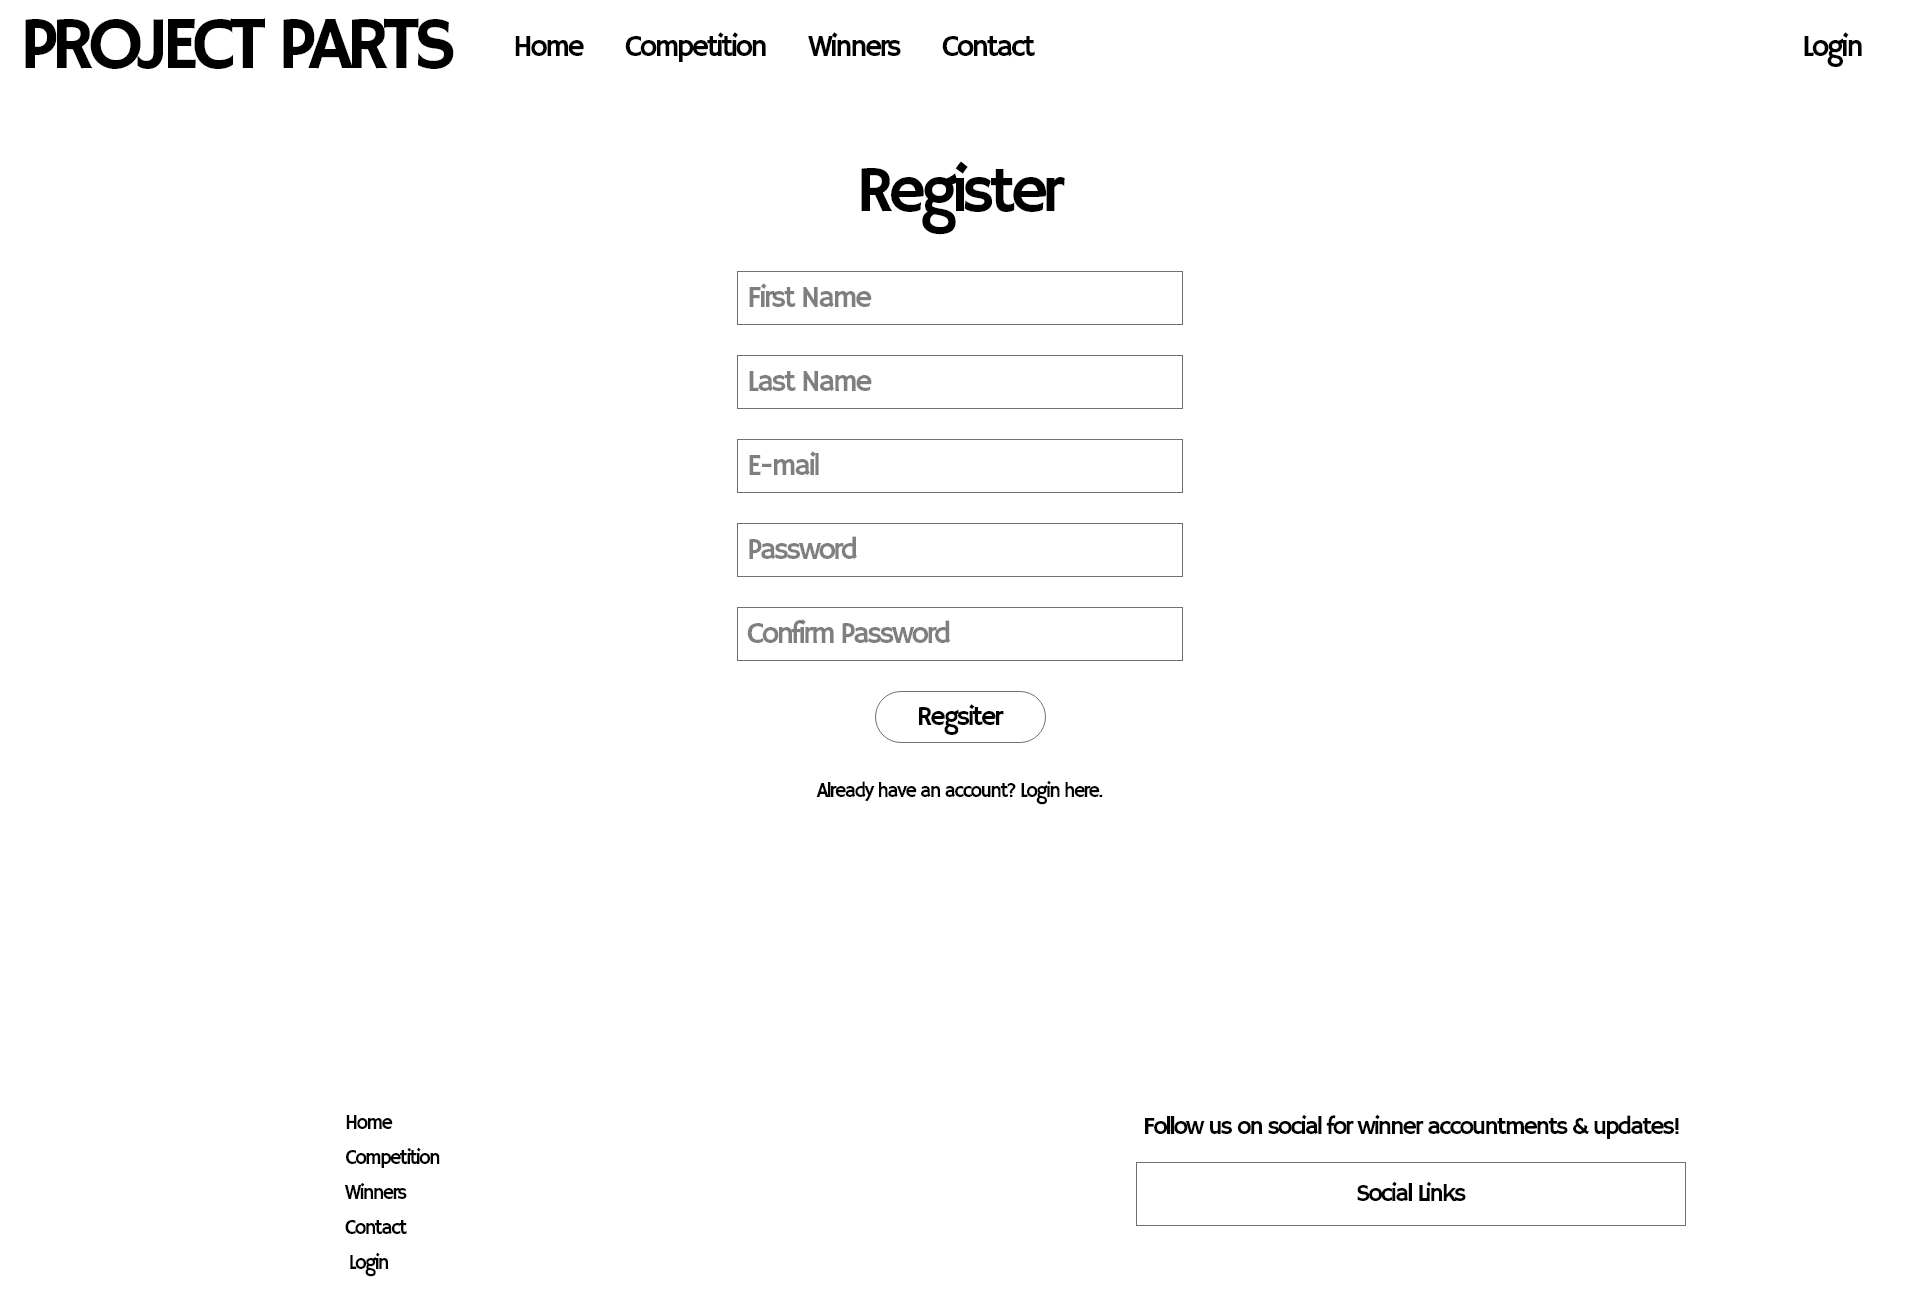 PROJECT PARTS Home Competition Winners Contact Login
Register
First Name
Last Name
E-mail
Password
Confirm Password
Regsiter
Already have an account? Login here.
Home
Competition
Winners
Contact
Login
Follow us on social for winner accountments & updates!
Social Links